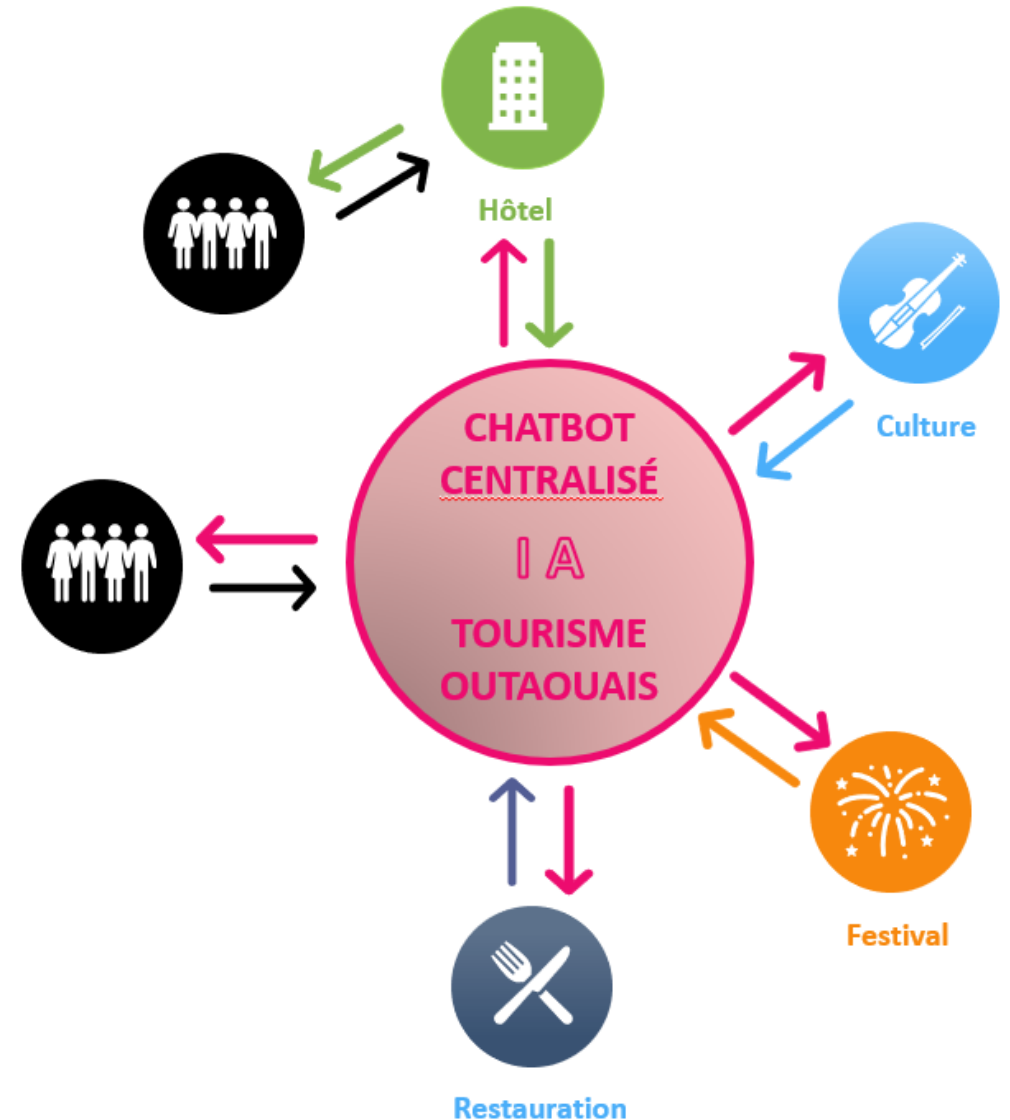 Hôtel
Culture
CHATBOT
CENTRALISÉ
I A
TOURISME
OUTAOUAIS
Festival
Restauration